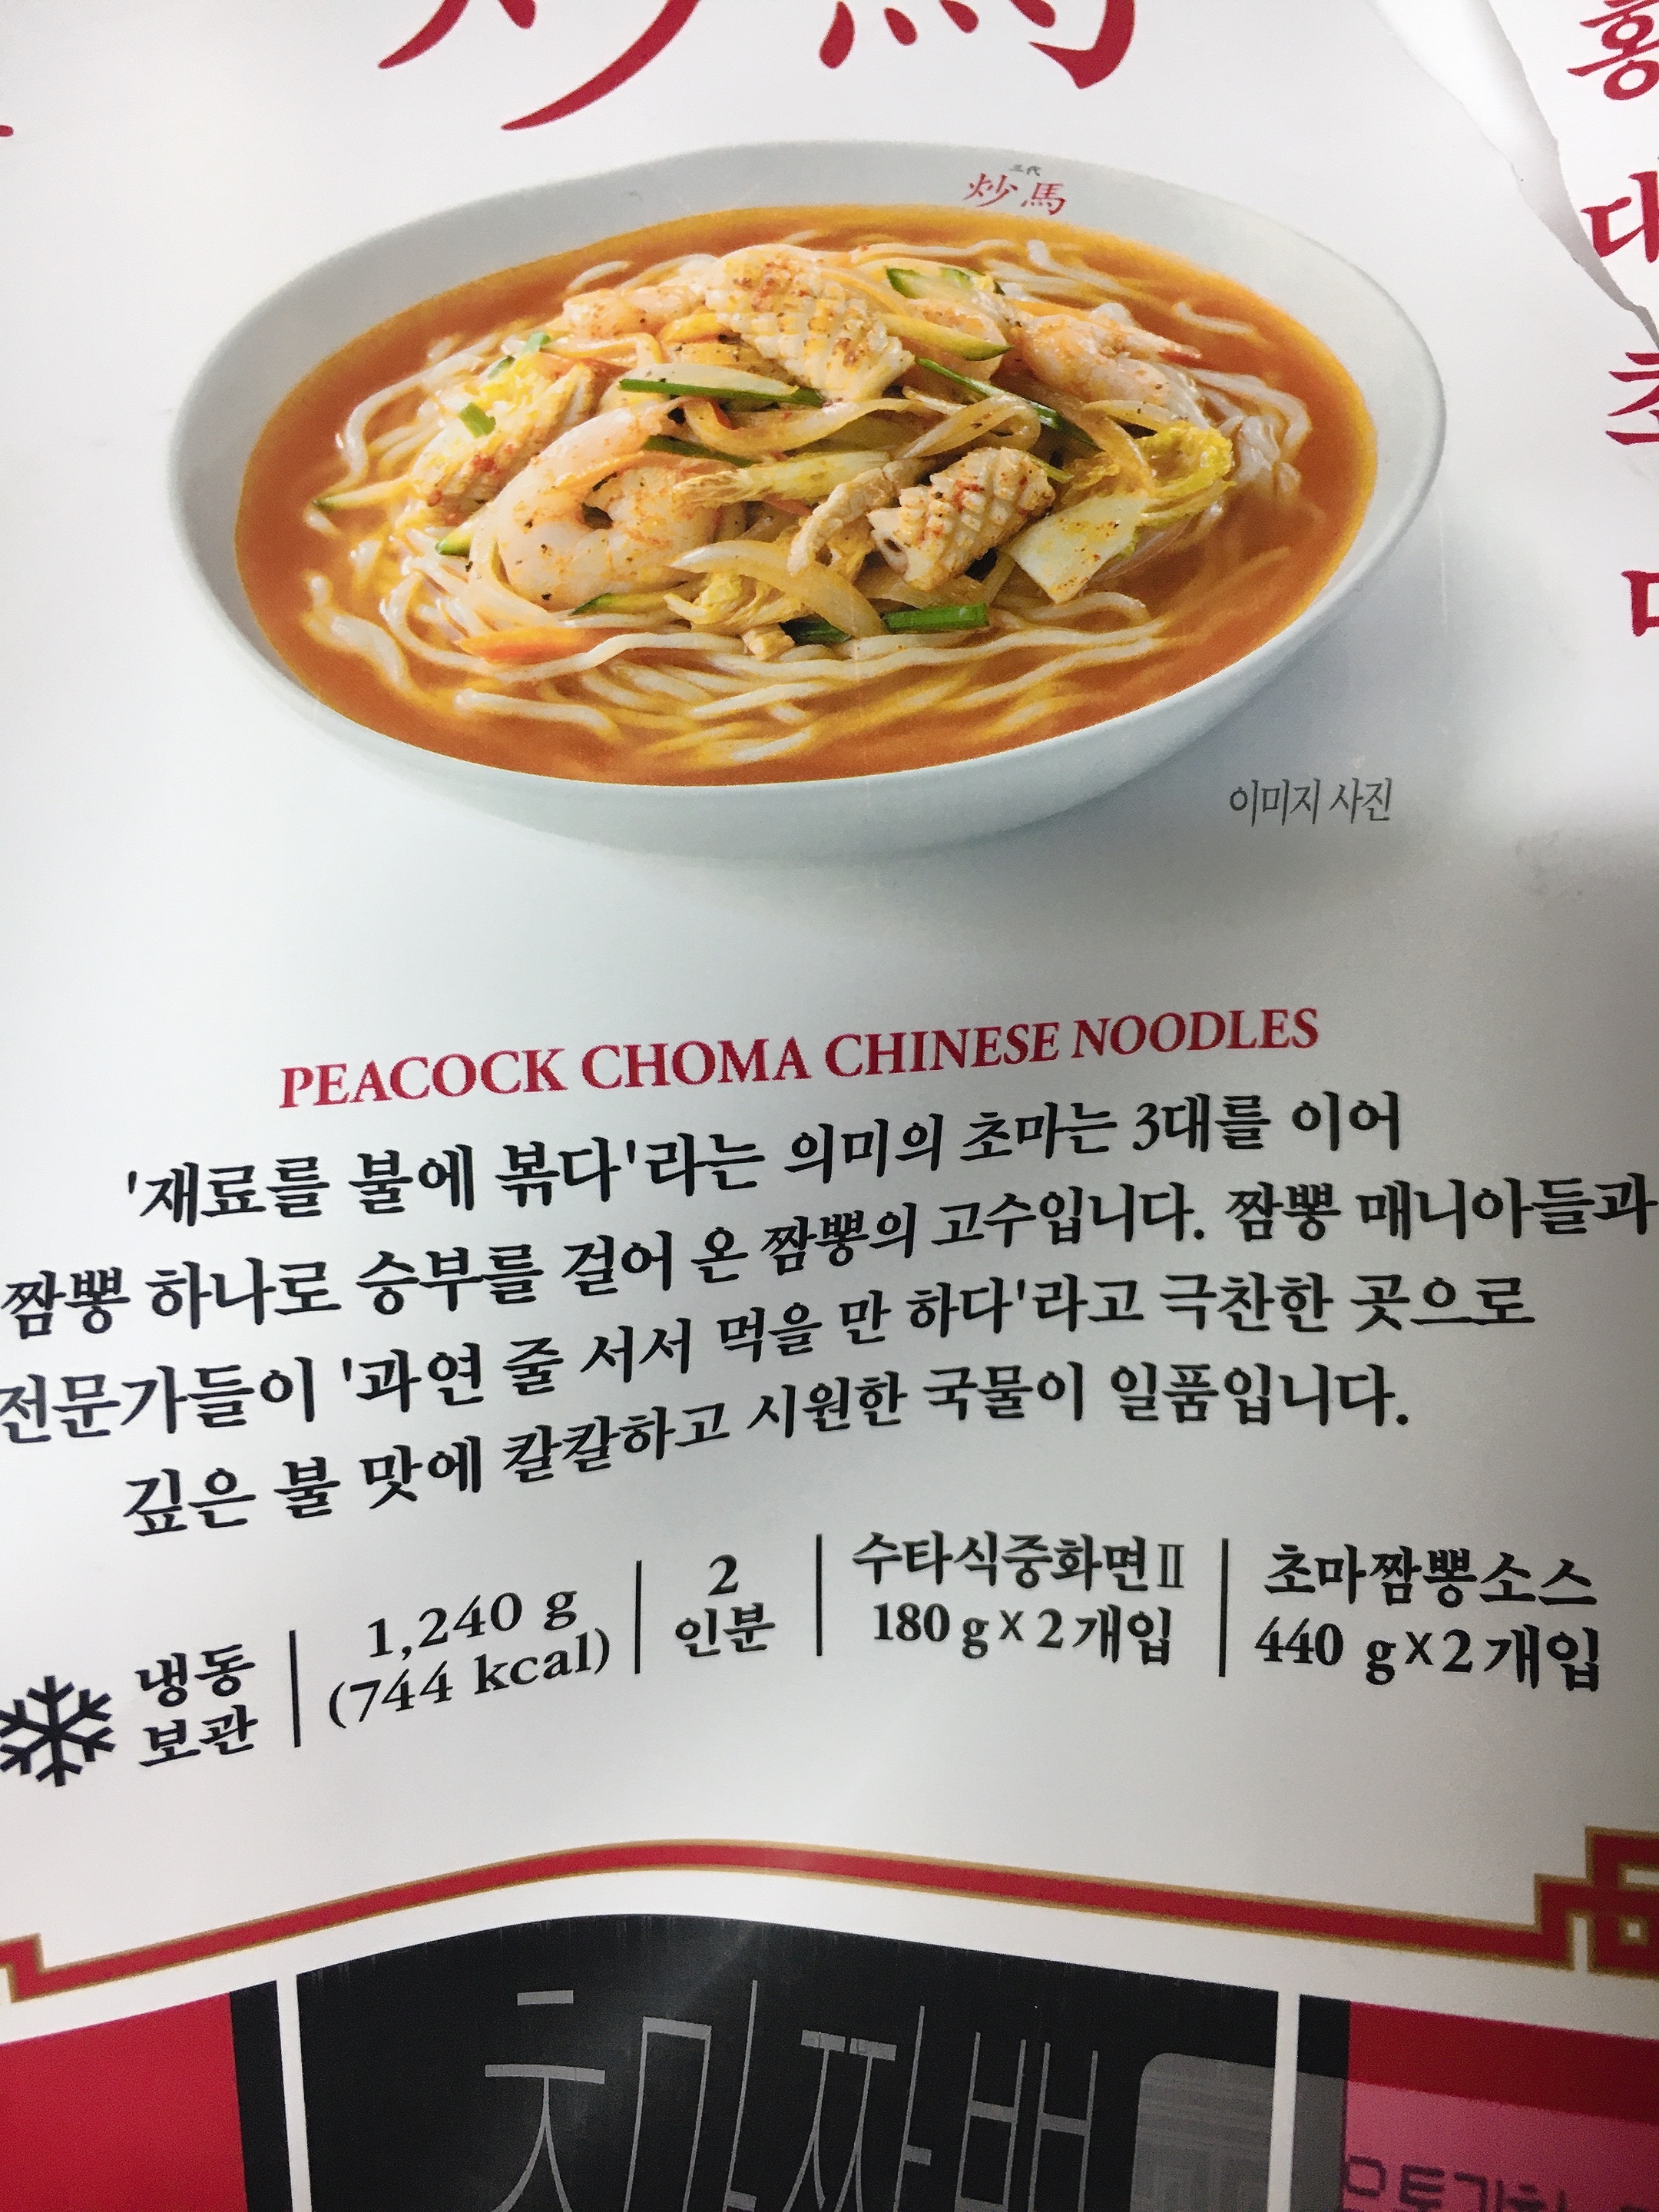 炒馬
三代
炒馬
이미지 사진
PEACOCK CHOMA CHINESE NOODLES
'재료를 불에 볶다'라는 의미의 초마는 3대를 이어
짬뽕 하나로 승부를 걸어 온 짬뽕의 고수입니다. 짬뽕 매니아들과
전문가들이 '과연 줄 서서 먹을 만 하다'라고 극찬한 곳으로
깊은 불 맛에 칼칼하고 시원한 국물이 일품입니다.
냉동
보관
1,240 g
(744 kcal)
2
인분
수타식중화면Ⅱ
180 g X 2개입
초마짬뽕소스
440 g X 2개입
초마짬뽕
홍
대
초